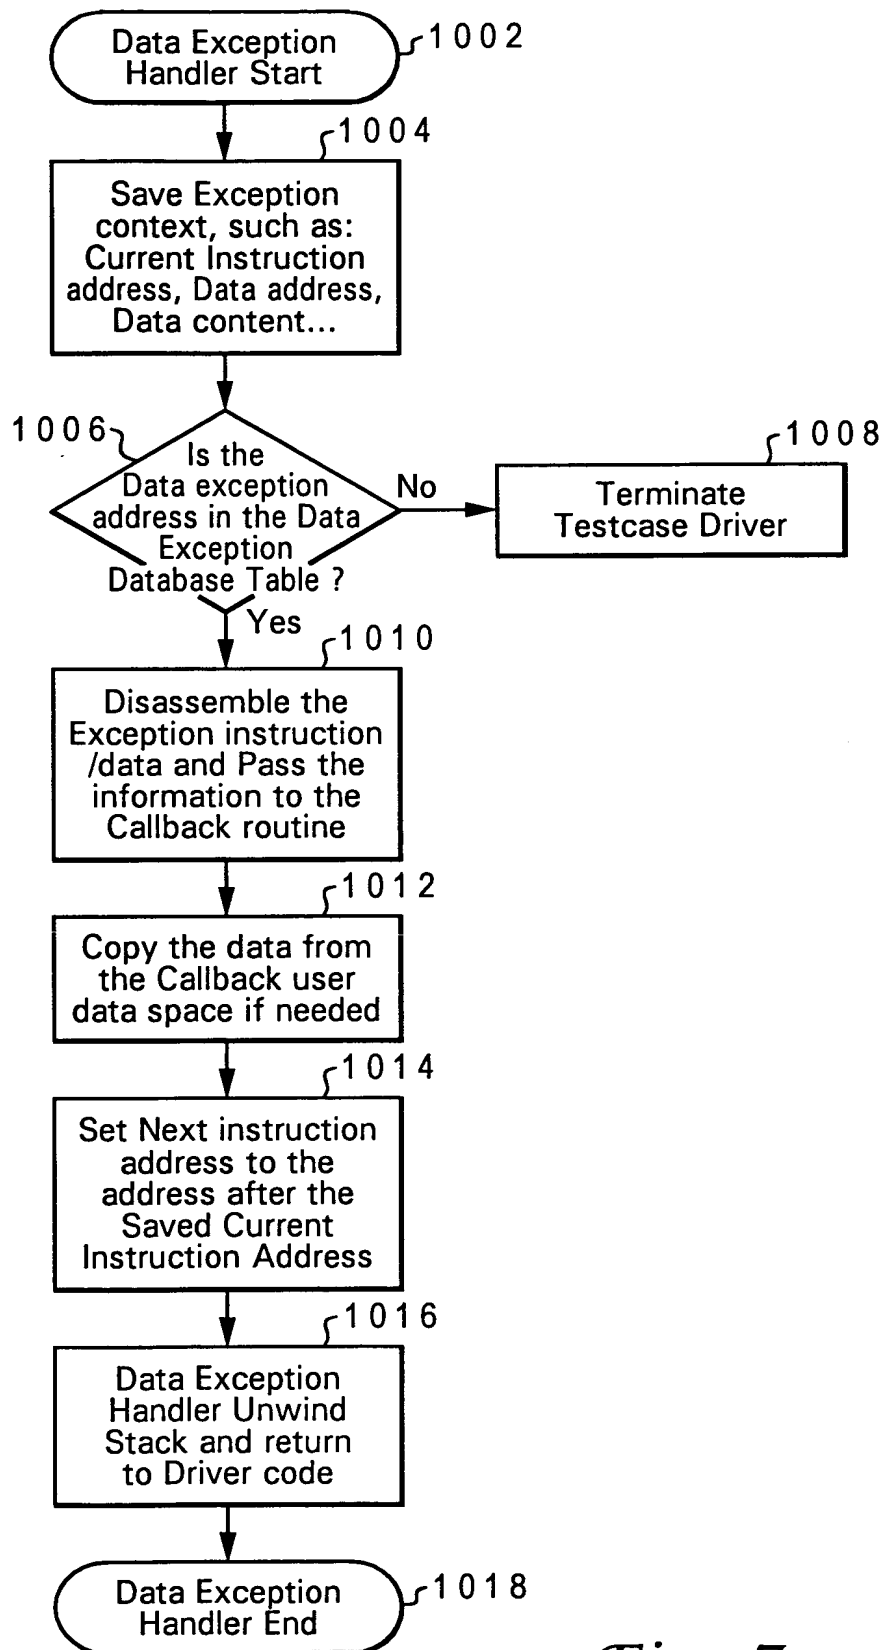 Data Exception
Handler Start
1002
1004
Save Exception
context, such as:
Current Instruction
address, Data address,
Data content...
1006
Is the
Data exception
address in the Data
Exception
Database Table ?
No
1008
Terminate
Testcase Driver
Yes
1010
Disassemble the
Exception instruction
/data and Pass the
information to the
Callback routine
1012
Copy the data from
the Callback user
data space if needed
1014
Set Next instruction
address to the
address after the
Saved Current
Instruction Address
1016
Data Exception
Handler Unwind
Stack and return
to Driver code
Data Exception
Handler End
1018